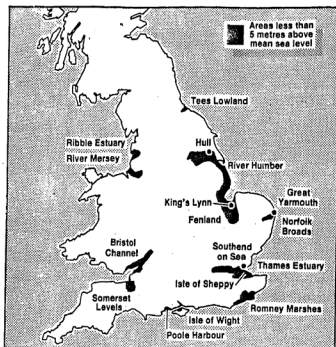 Areas less than
5 metres above
mean sea level
Tees Lowland
Ribble Estuary
River Mersey
Hull
River Humber
King's Lynn
Fenland
Great
Yarmouth
Norfolk
Broads
Bristol
Channel
Southend
on Sea
Thames Estuary
Isle of Sheppy
Somerset
Levels
Romney Marshes
Isle of Wight
Poole Harbour